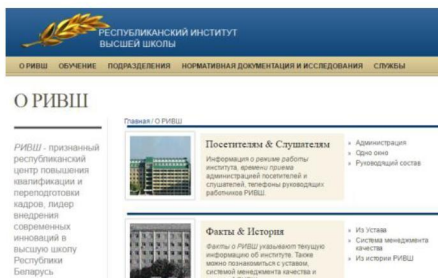 РЕСПУБЛИКАНСКИЙ ИНСТИТУТ
ВЫСШЕЙ ШКОЛЫ
О РИВШ ОБУЧЕНИЕ ПОДРАЗДЕЛЕНИЯ НОРМАТИВНАЯ ДОКУМЕНТАЦИЯ И ИССЛЕДОВАНИЯ СЛУЖБЫ
О РИВШ
Главная / О РИВШ
РИВШ - признанный
республиканский
центр повышения
квалификации и
переподготовки
кадров, лидер
внедрения
современных
инноваций в
высшую школу
Республики
Беларусь
Посетителям & Слушателям
Информация о режиме работы
института, времени приема
администрацией посетителей и
слушателей, телефоны руководящих
работников РИВШ.
Администрация
Одно окно
Руководящий состав
Факты & История
Факты о РИВШ указывают текущую
информацию об институте. Также
можно познакомиться с уставом,
системой менеджмента качества и
Из Устава
Система менеджмента
качества
Из истории РИВШ